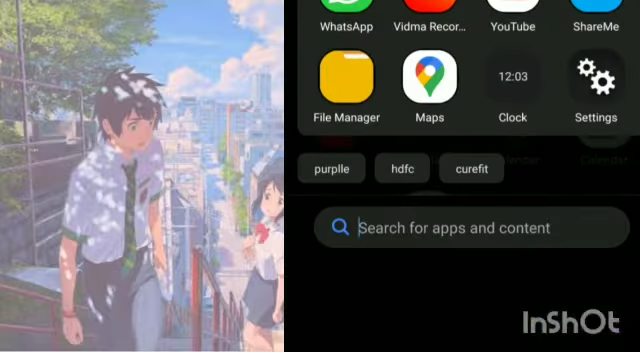 WhatsApp
Vidma Recor...
YouTube
ShareMe
12:03
File Manager
Maps
Clock
Settings
purplle
hdfc
curefit
Search for apps and content
InShOt